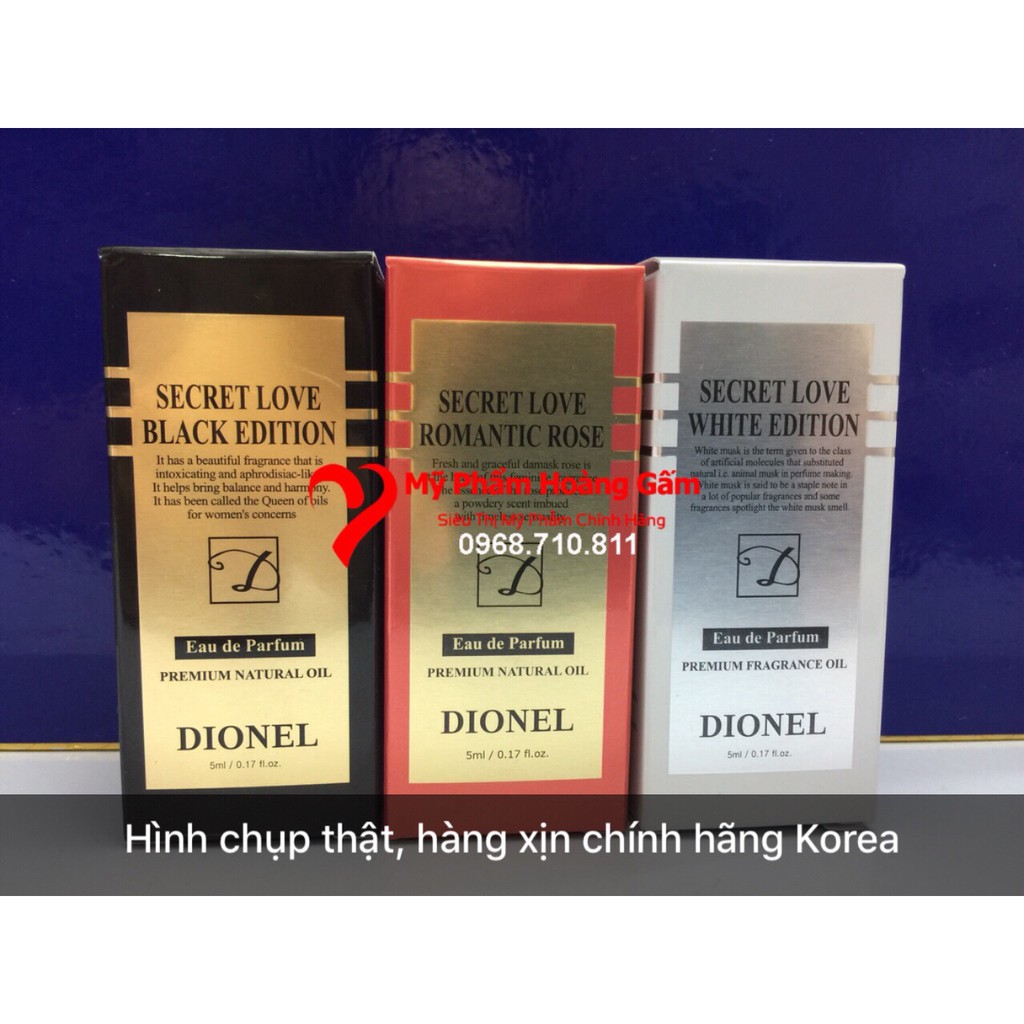 SECRET LOVE
BLACK EDITION
It has a beautiful fragrance that is
intoxicating and aphrodisiac-like
It helps bring balance and harmony.
It has been called the Queen of oils
for women's concerns
D
Eau de Parfum
PREMIUM NATURAL OIL
DIONEL
5ml / 0.17 fl.oz.
SECRET LOVE
ROMANTIC ROSE
Fresh and graceful damask rose is
a powdery scent imbued
D
Eau de Parfum
PREMIUM NATURAL OIL
DIONEL
5ml / 0.17 fl.oz.
SECRET LOVE
WHITE EDITION
White musk is the term given to the class
of artificial molecules that substituted
natural i.e. animal musk in perfume making.
White musk is said to be a staple note in
a lot of popular fragrances and some
fragrances spotlight the white musk smell.
D
Eau de Parfum
PREMIUM FRAGRANCE OIL
DIONEL
5ml / 0.17 fl.oz.
Mỹ Phẩm Hoàng Gấm
Siêu Thị Mỹ Phẩm Chính Hãng
0968.710.811
Hình chụp thật, hàng xịn chính hãng Korea